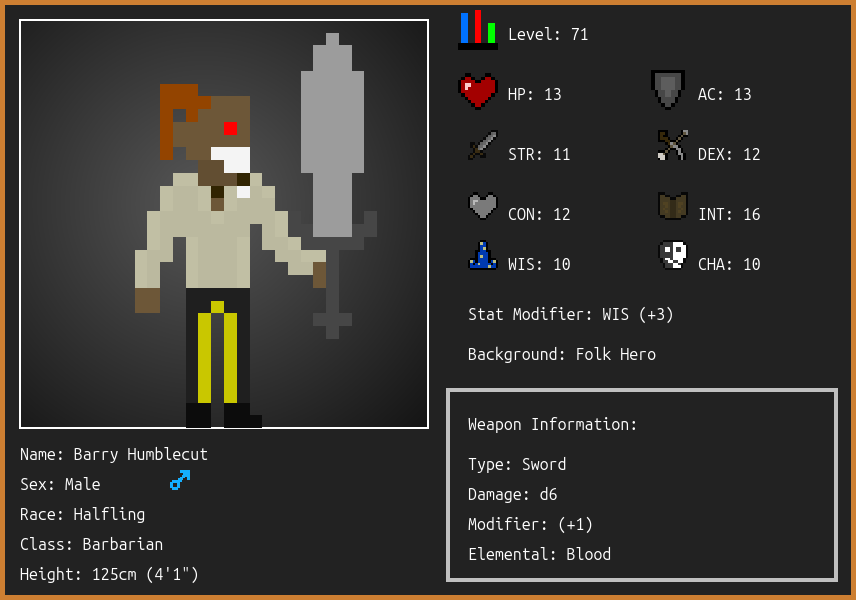 Level: 71
HP: 13
AC: 13
STR: 11
DEX: 12
CON: 12
INT: 16
WIS: 10
CHA: 10
Stat Modifier: WIS (+3)
Background: Folk Hero
Weapon Information:
Type: Sword
Damage: d6
Modifier: (+1)
Elemental: Blood
Name: Barry Humblecut
Sex: Male
Race: Halfling
Class: Barbarian
Height: 125cm (4'1")